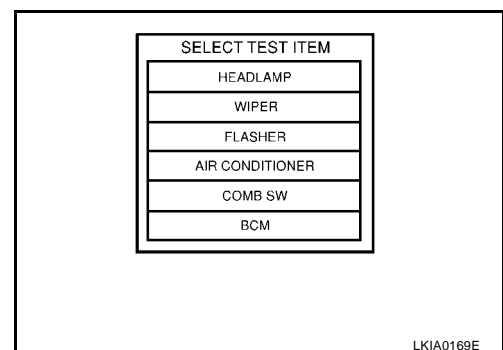 SELECT TEST ITEM
HEADLAMP
WIPER
FLASHER
AIR CONDITIONER
COMB SW
BCM
LKIA0169E